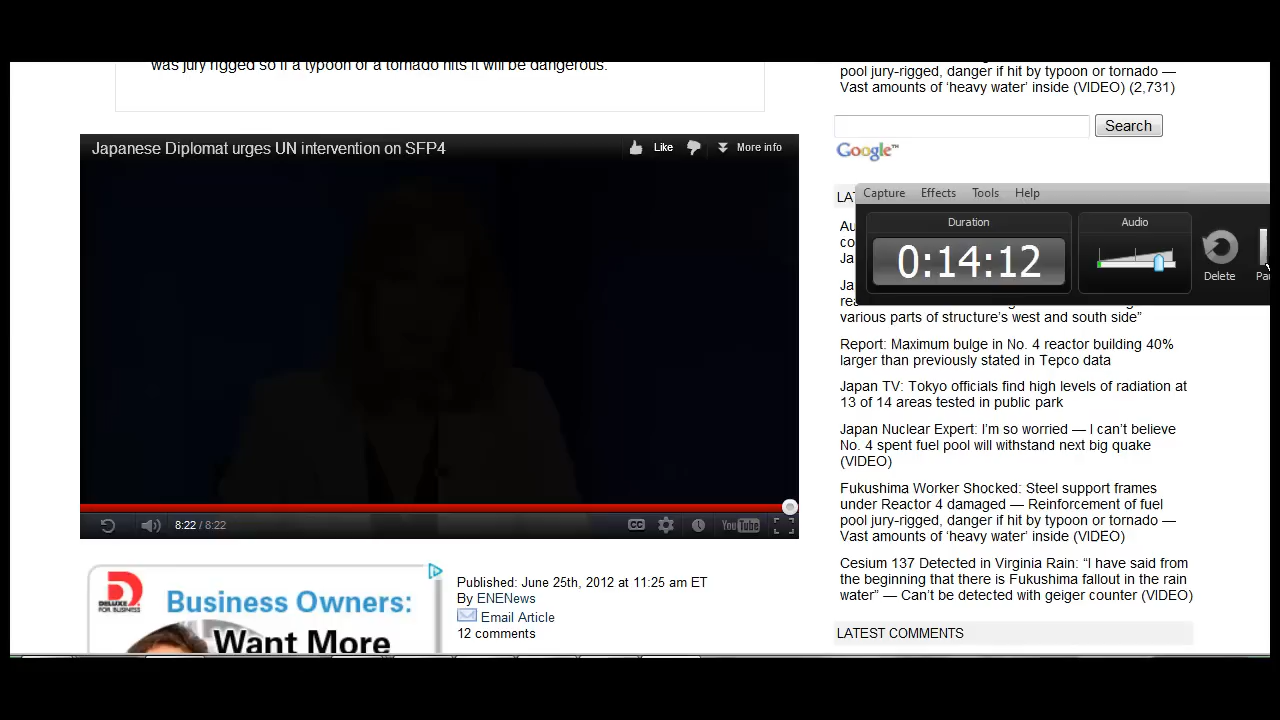 was jury rigged so if a typoon or a tornado hits it will be dangerous.
pool jury-rigged, danger if hit by typoon or tornado —
Vast amounts of ‘heavy water’ inside (VIDEO) (2,731)
Search
Google™
Japanese Diplomat urges UN intervention on SFP4
Like
More info
Capture Effects Tools Help
Duration
Audio
0:14:12
Delete
various parts of structure’s west and south side”
Report: Maximum bulge in No. 4 reactor building 40%
larger than previously stated in Tepco data
Japan TV: Tokyo officials find high levels of radiation at
13 of 14 areas tested in public park
Japan Nuclear Expert: I’m so worried — I can’t believe
No. 4 spent fuel pool will withstand next big quake
(VIDEO)
Fukushima Worker Shocked: Steel support frames
under Reactor 4 damaged — Reinforcement of fuel
pool jury-rigged, danger if hit by typoon or tornado —
Vast amounts of ‘heavy water’ inside (VIDEO)
Cesium 137 Detected in Virginia Rain: “I have said from
the beginning that there is Fukushima fallout in the rain
water” — Can’t be detected with geiger counter (VIDEO)
LATEST COMMENTS
8:22 / 8:22
CC
YouTube
DELUXE
FOR BUSINESS
Business Owners:
Want More
Published: June 25th, 2012 at 11:25 am ET
By ENENews
Email Article
12 comments